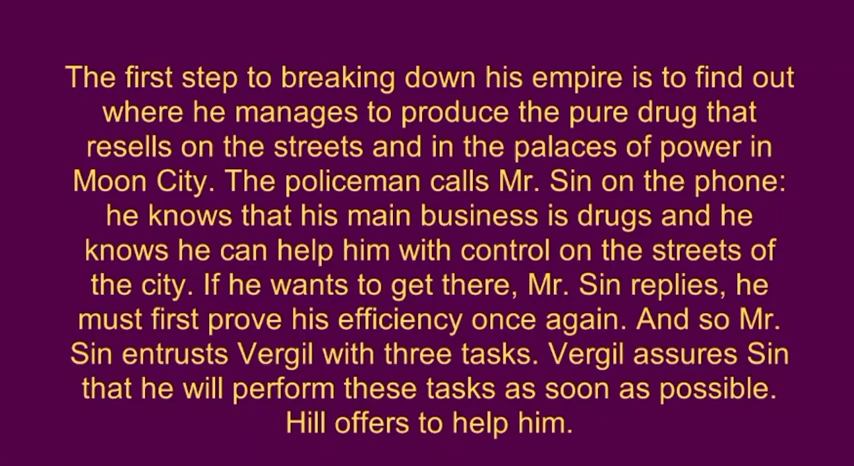 The first step to breaking down his empire is to find out
where he manages to produce the pure drug that
resells on the streets and in the palaces of power in
Moon City. The policeman calls Mr. Sin on the phone:
he knows that his main business is drugs and he
knows he can help him with control on the streets of
the city. If he wants to get there, Mr. Sin replies, he
must first prove his efficiency once again. And so Mr.
Sin entrusts Vergil with three tasks. Vergil assures Sin
that he will perform these tasks as soon as possible.
Hill offers to help him.